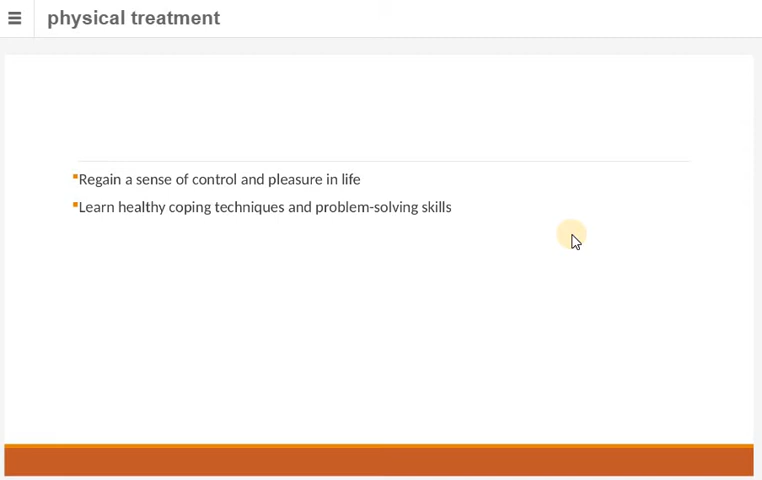 physical treatment
Regain a sense of control and pleasure in life
Learn healthy coping techniques and problem-solving skills